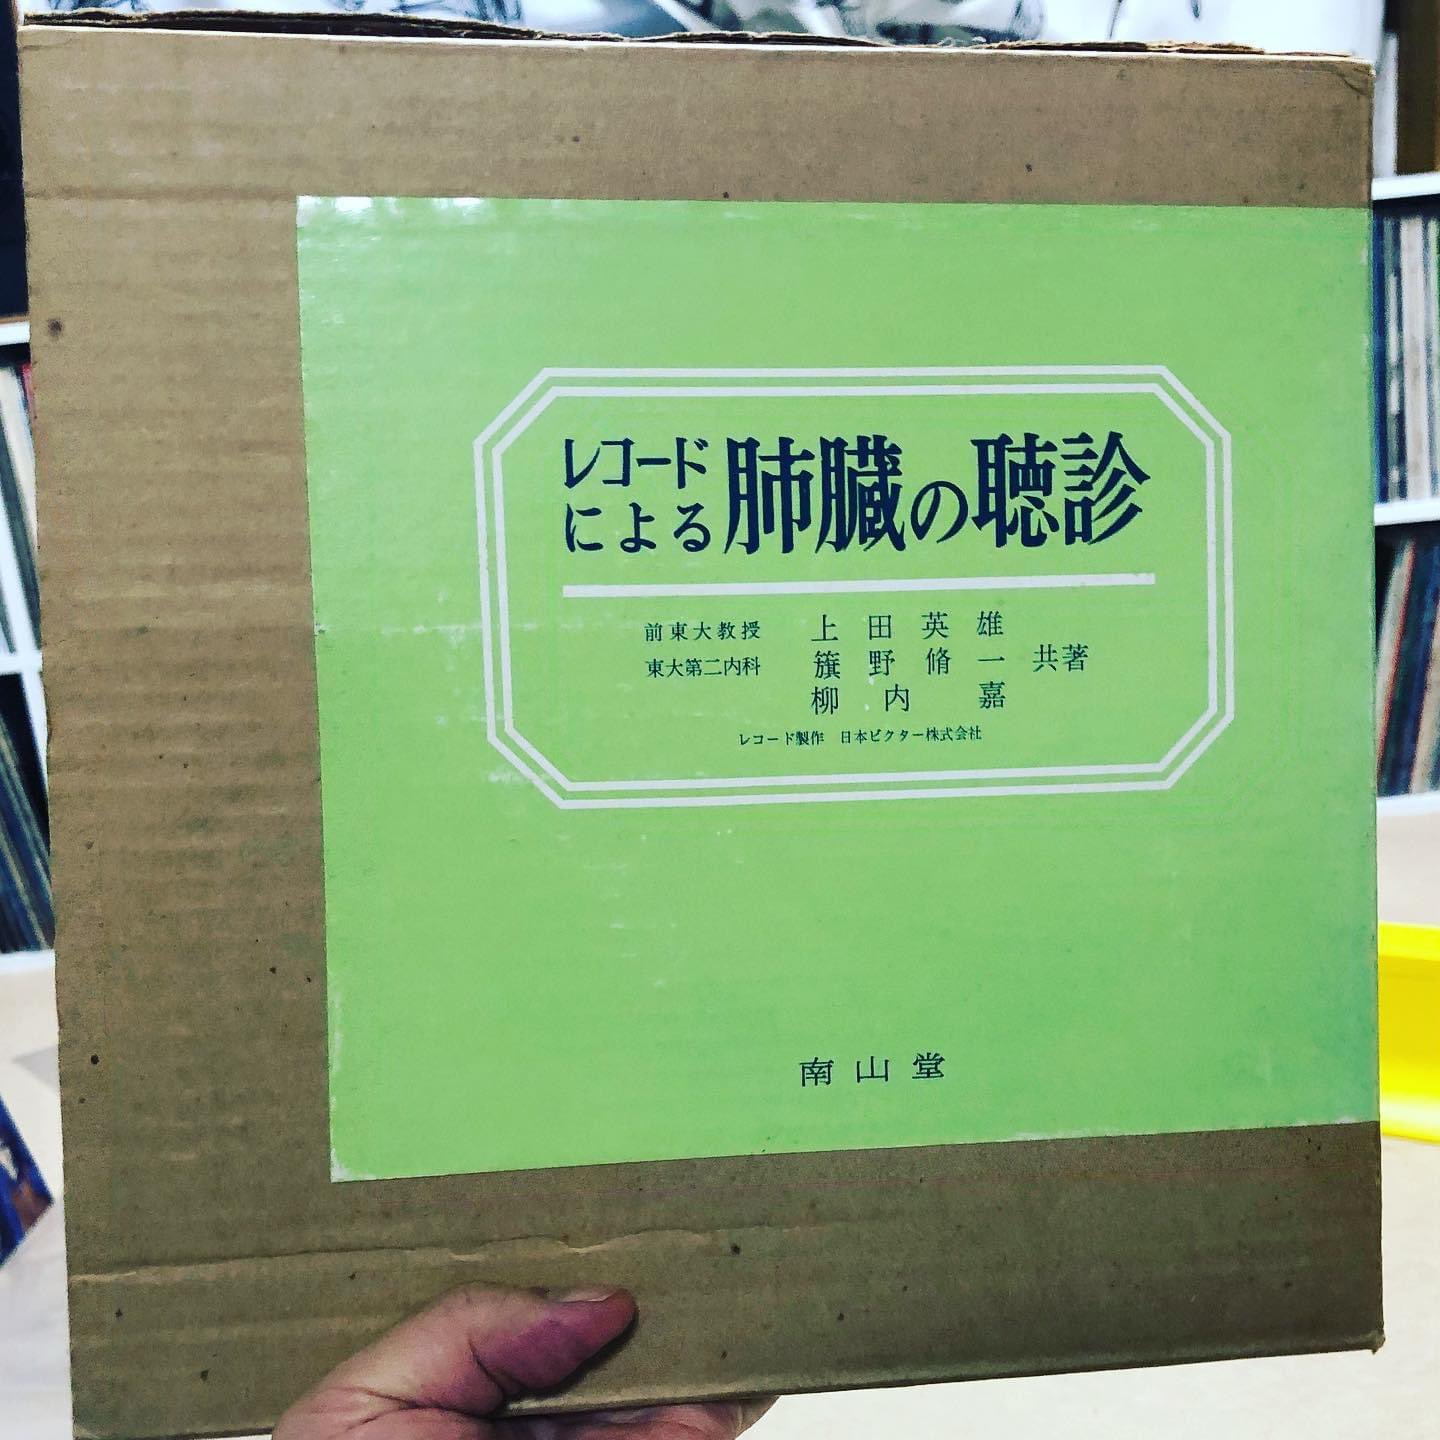 レコード
による肺臓の聴診
前東大教授 上田英雄
東大第二内科 籏野脩一 共著
柳内嘉
レコード製作 日本ビクター株式会社
南山堂